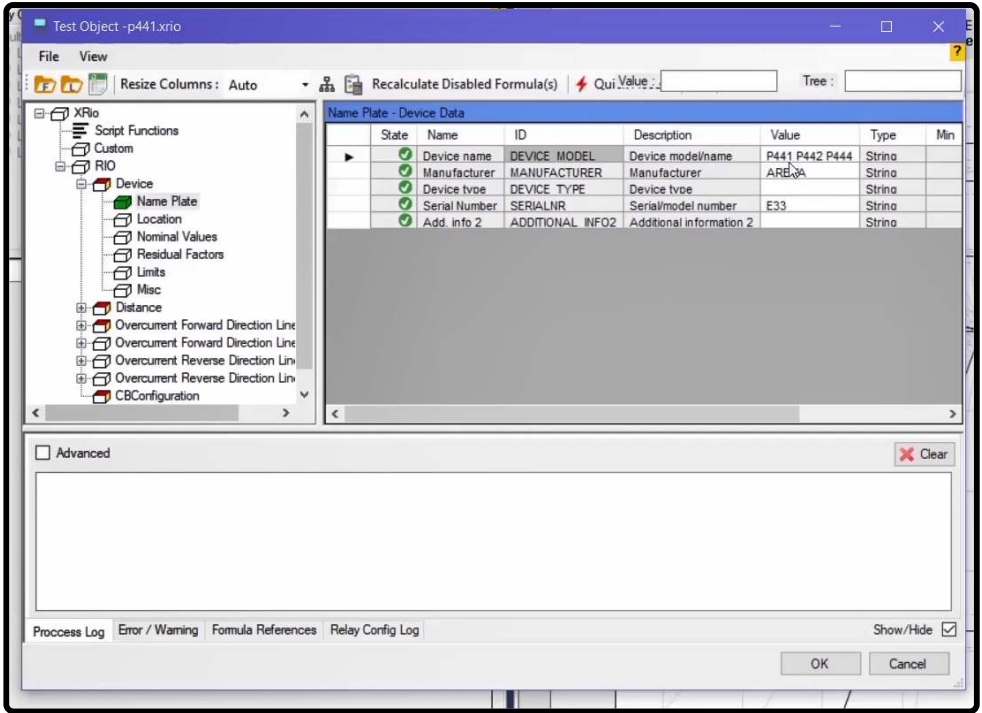 Test Object -p441.xrio
File View
Resize Columns: Auto Recalculate Disabled Formula(s) Value : Tree :
XRio
Script Functions
Custom
RIO
Device
Name Plate
Location
Nominal Values
Residual Factors
Limits
Misc
Distance
Overcurrent Forward Direction Line
Overcurrent Forward Direction Line
Overcurrent Reverse Direction
Overcurrent Reverse Direction
CBConfiguration
Name Plate - Device Data
State Name ID Description Value Type Min
Device name DEVICE_MODEL Device model/name P441 P442 P444 String
Manufacturer MANUFACTURER Manufacturer String
Device type DEVICE_TYPE Device type String
Serial Number SERIALNR Serial/model number E33 String
Add. info 2 ADDITIONAL_INFO2 Additional information 2 String
Advanced Clear
Proccess Log Error / Warning Formula References Relay Config Log Show/Hide
OK Cancel